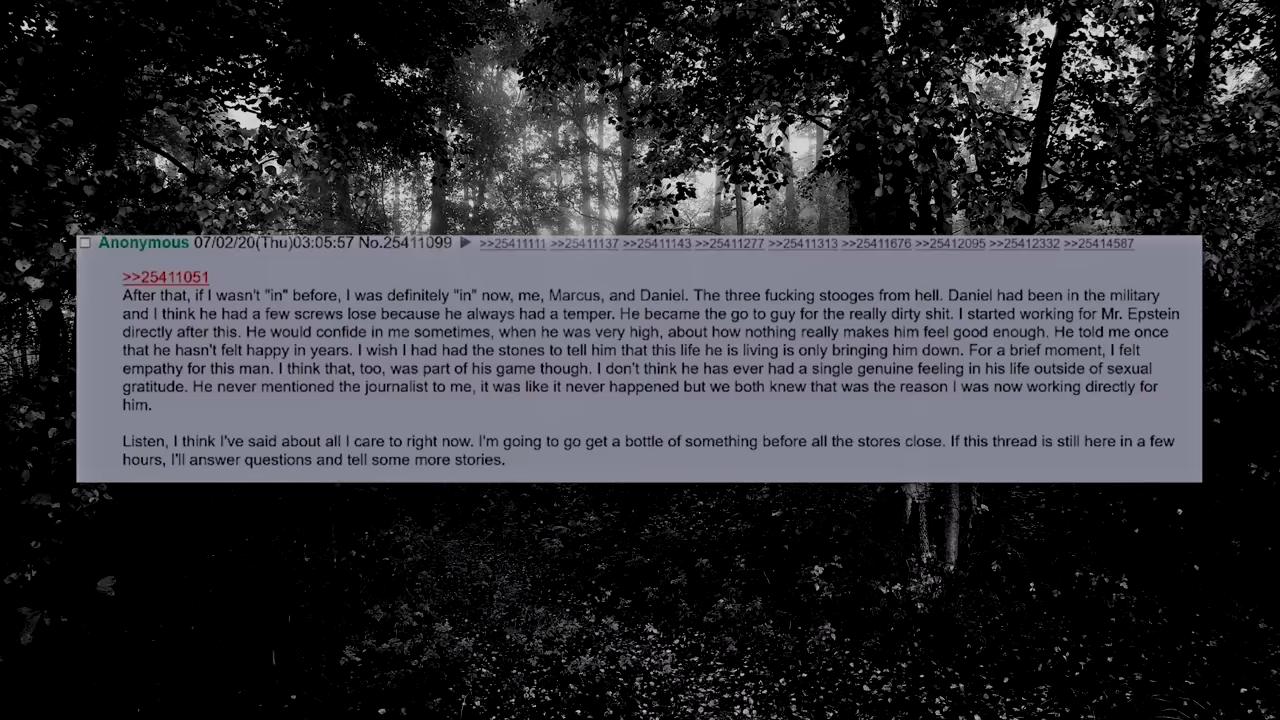 Anonymous 07/02/20(Thu)03:05:57 No.25411099 ▶ >>25411111 >>25411137 >>25411143 >>25411277 >>25411313 >>25411676 >>25412095 >>25412332 >>25414587
>>25411051
After that, if I wasn't "in" before, I was definitely "in" now, me, Marcus, and Daniel. The three fucking stooges from hell. Daniel had been in the military
and I think he had a few screws lose because he always had a temper. He became the go to guy for the really dirty shit. I started working for Mr. Epstein
directly after this. He would confide in me sometimes, when he was very high, about how nothing really makes him feel good enough. He told me once
that he hasn't felt happy in years. I wish I had had the stones to tell him that this life he is living is only bringing him down. For a brief moment, I felt
empathy for this man. I think that, too, was part of his game though. I don't think he has ever had a single genuine feeling in his life outside of sexual
gratitude. He never mentioned the journalist to me, it was like it never happened but we both knew that was the reason I was now working directly for
him.
Listen, I think I've said about all I care to right now. I'm going to go get a bottle of something before all the stores close. If this thread is still here in a few
hours, I'll answer questions and tell some more stories.